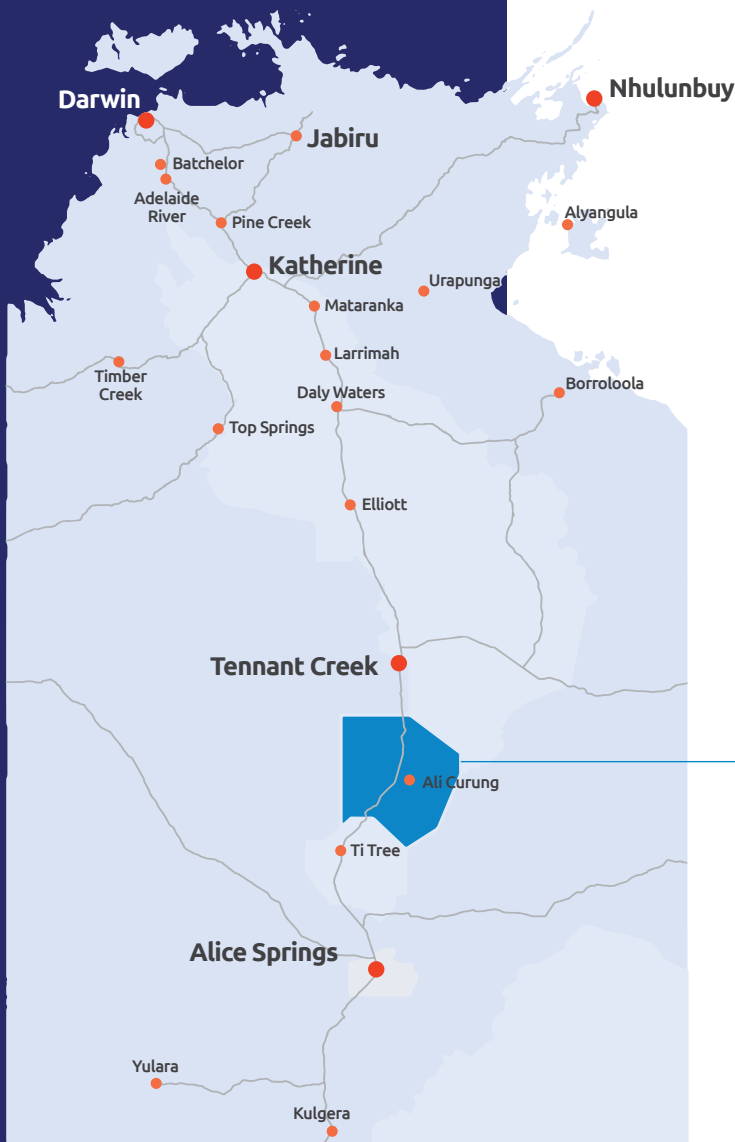 Nhulunbuy
Darwin
Jabiru
Batchelor
Adelaide
River
Pine Creek
Alyangula
Katherine
Urapunga
Mataranka
Larrimah
Timber
Creek
Borroloola
Daly Waters
Top Springs
Elliott
Tennant Creek
Ali Curung
Ti Tree
Alice Springs
Yulara
Kulgera